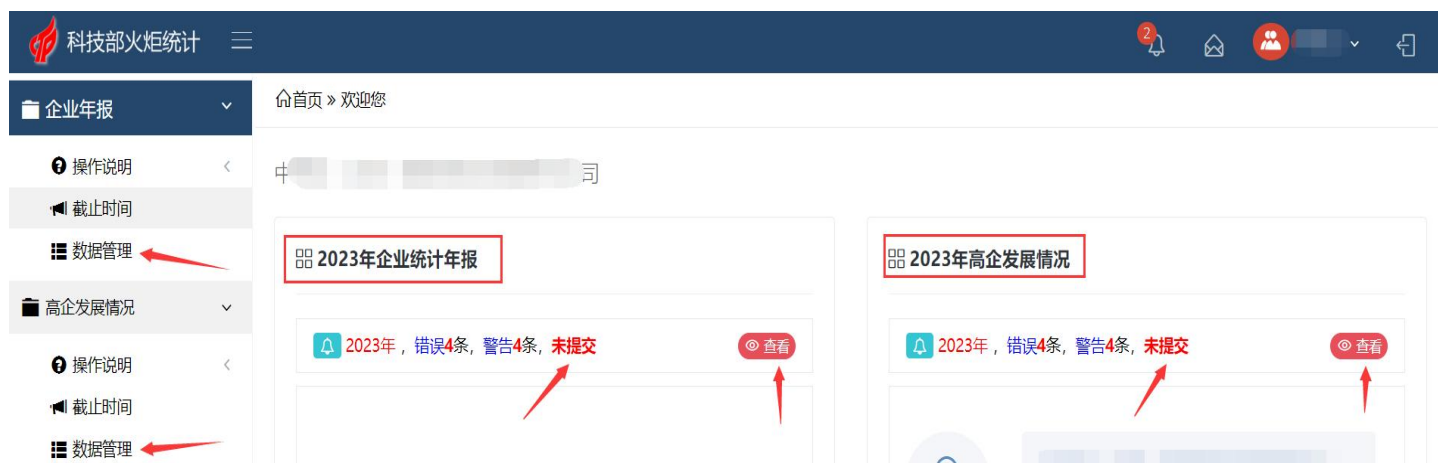 科技部火炬统计
2
企业年报
首页 » 欢迎您
操作说明
截止时间
数据管理
高企发展情况
操作说明
截止时间
数据管理
中
司
2023年企业统计年报
2023年，错误4条，警告4条，未提交
查看
2023年高企发展情况
2023年，错误4条，警告4条，未提交
查看